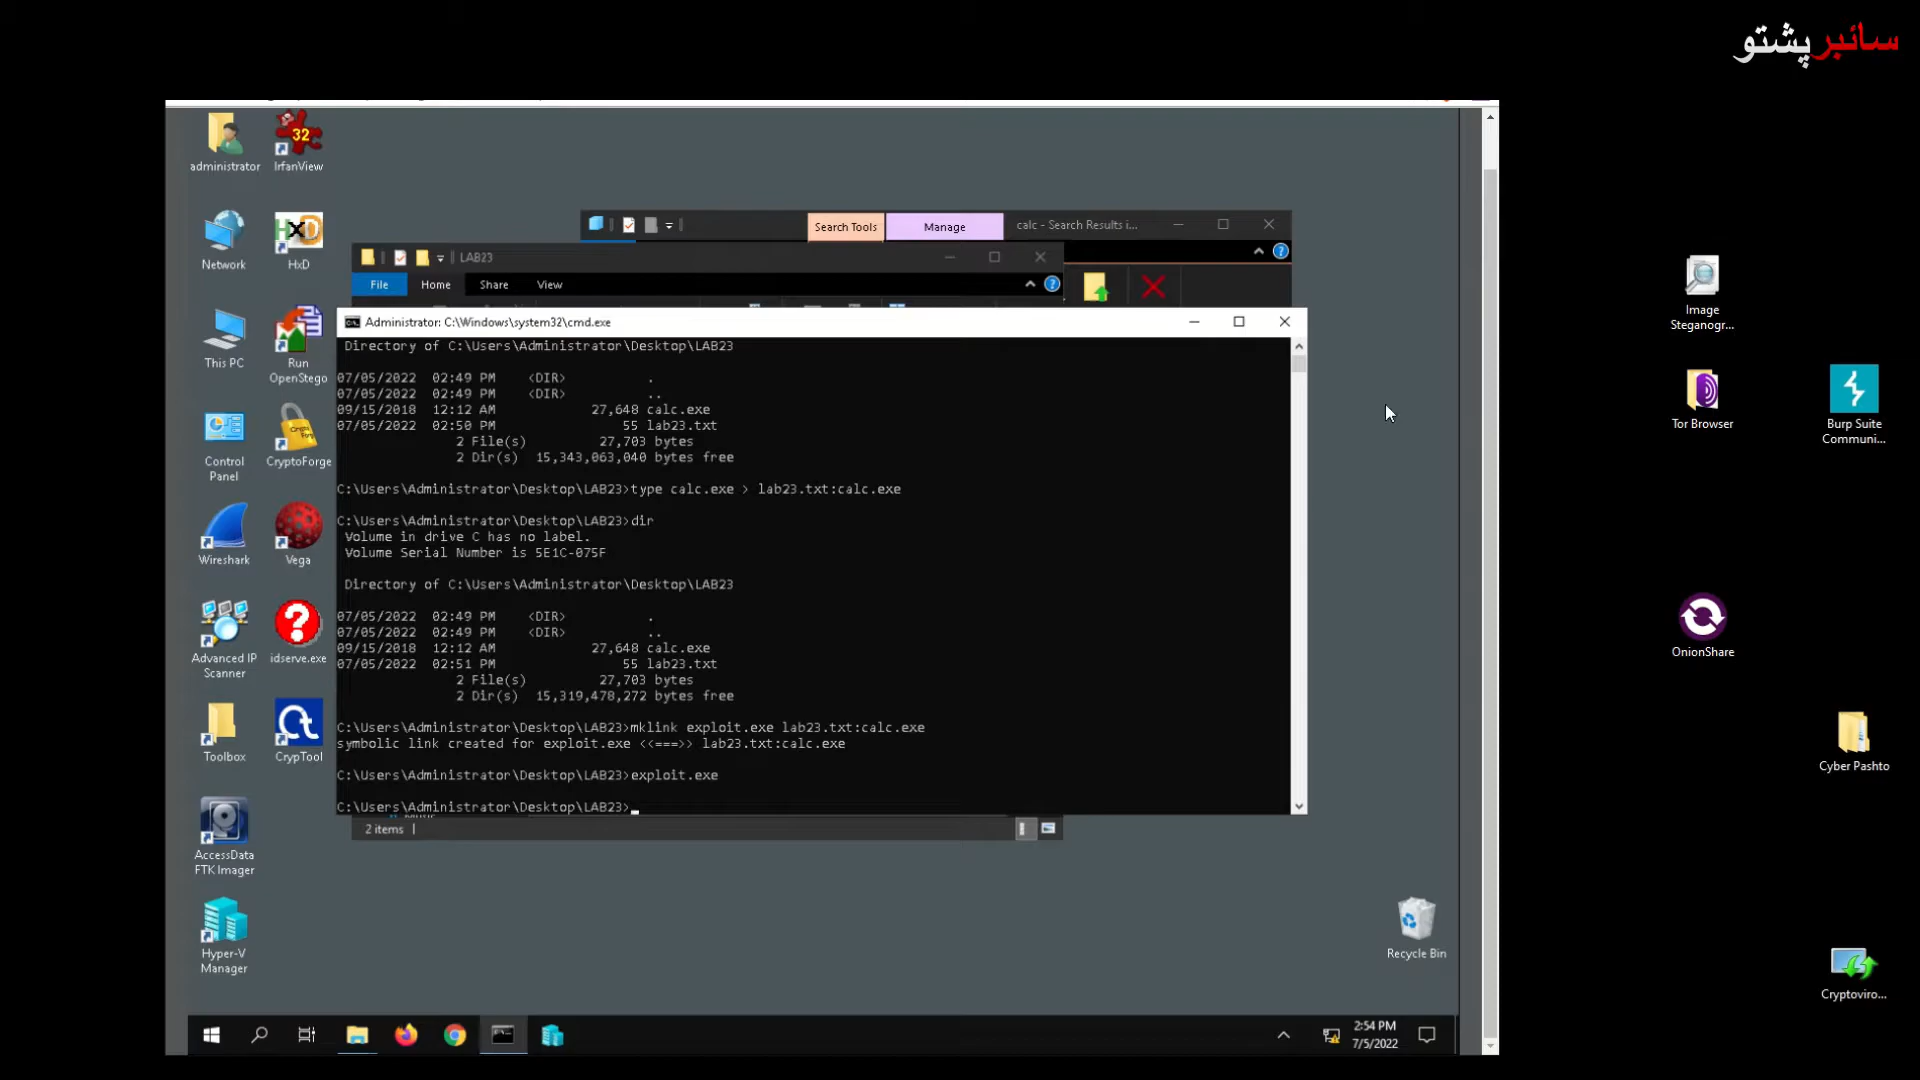 سائبر پشتو
administrator
IrfanView
Network
HxD
This PC
Run
OpenStego
Control
Panel
CryptoForge
Wireshark
Vega
Advanced IP
Scanner
idserve.exe
Toolbox
CrypTool
AccessData
FTK Imager
Hyper-V
Manager
Search Tools
Manage
calc - Search Results i...
LAB23
File
Home
Share
View
Administrator: C:\Windows\system32\cmd.exe
Directory of C:\Users\Administrator\Desktop\LAB23
07/05/2022 02:49 PM <DIR> .
07/05/2022 02:49 PM <DIR> ..
09/15/2018 12:12 AM 27,648 calc.exe
07/05/2022 02:50 PM 55 lab23.txt
2 File(s) 27,703 bytes
2 Dir(s) 15,343,063,040 bytes free
C:\Users\Administrator\Desktop\LAB23>type calc.exe > lab23.txt:calc.exe
C:\Users\Administrator\Desktop\LAB23>dir
Volume in drive C has no label.
Volume Serial Number is 5E1C-075F
Directory of C:\Users\Administrator\Desktop\LAB23
07/05/2022 02:49 PM <DIR> .
07/05/2022 02:49 PM <DIR> ..
09/15/2018 12:12 AM 27,648 calc.exe
07/05/2022 02:51 PM 55 lab23.txt
2 File(s) 27,703 bytes
2 Dir(s) 15,319,478,272 bytes free
C:\Users\Administrator\Desktop\LAB23>mklink exploit.exe lab23.txt:calc.exe
symbolic link created for exploit.exe <<===>> lab23.txt:calc.exe
C:\Users\Administrator\Desktop\LAB23>exploit.exe
C:\Users\Administrator\Desktop\LAB23>
2 items
Recycle Bin
2:54 PM
7/5/2022
Image
Steganogr...
Tor Browser
Burp Suite
Communi...
OnionShare
Cyber Pashto
Cryptoviro...